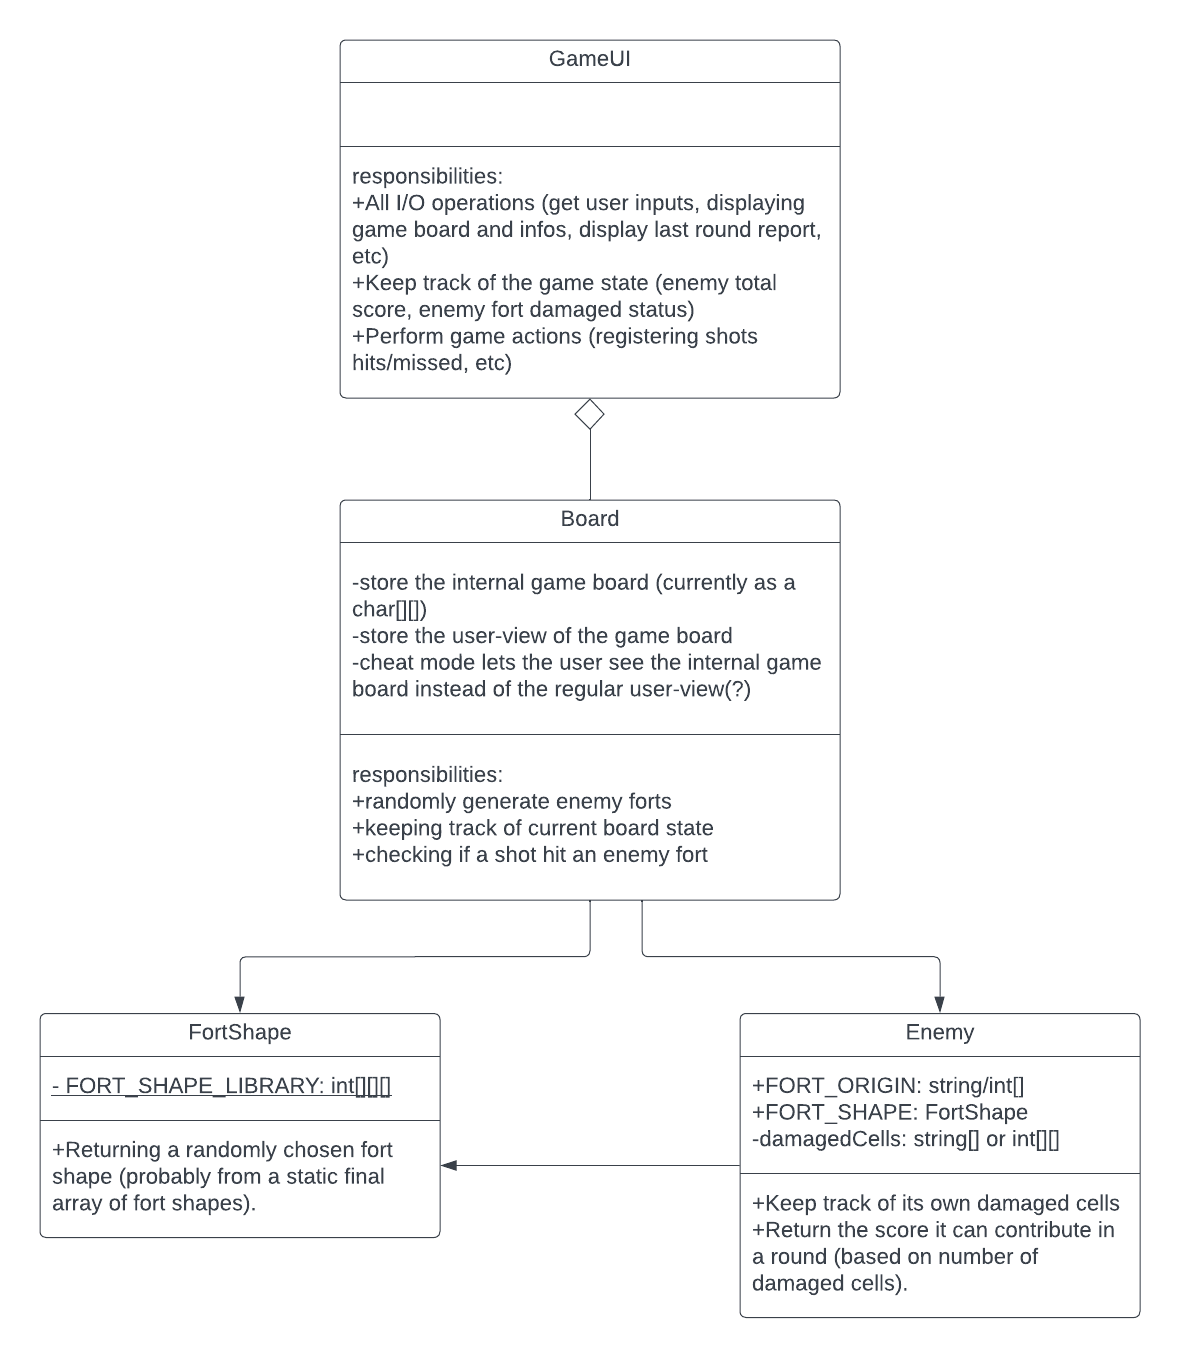 GameUI
responsibilities:
+All I/O operations (get user inputs, displaying
game board and infos, display last round report,
etc)
+Keep track of the game state (enemy total
score, enemy fort damaged status)
+Perform game actions (registering shots
hits/missed, etc)
Board
-store the internal game board (currently as a
char[][])
-store the user-view of the game board
-cheat mode lets the user see the internal game
board instead of the regular user-view(?)
responsibilities:
+randomly generate enemy forts
+keeping track of current board state
+checking if a shot hit an enemy fort
FortShape
- FORT_SHAPE_LIBRARY: int[][][]
+Returning a randomly chosen fort
shape (probably from a static final
array of fort shapes).
Enemy
+FORT_ORIGIN: string/int[]
+FORT_SHAPE: FortShape
-damagedCells: string[] or int[][]
+Keep track of its own damaged cells
+Return the score it can contribute in
a round (based on number of
damaged cells).